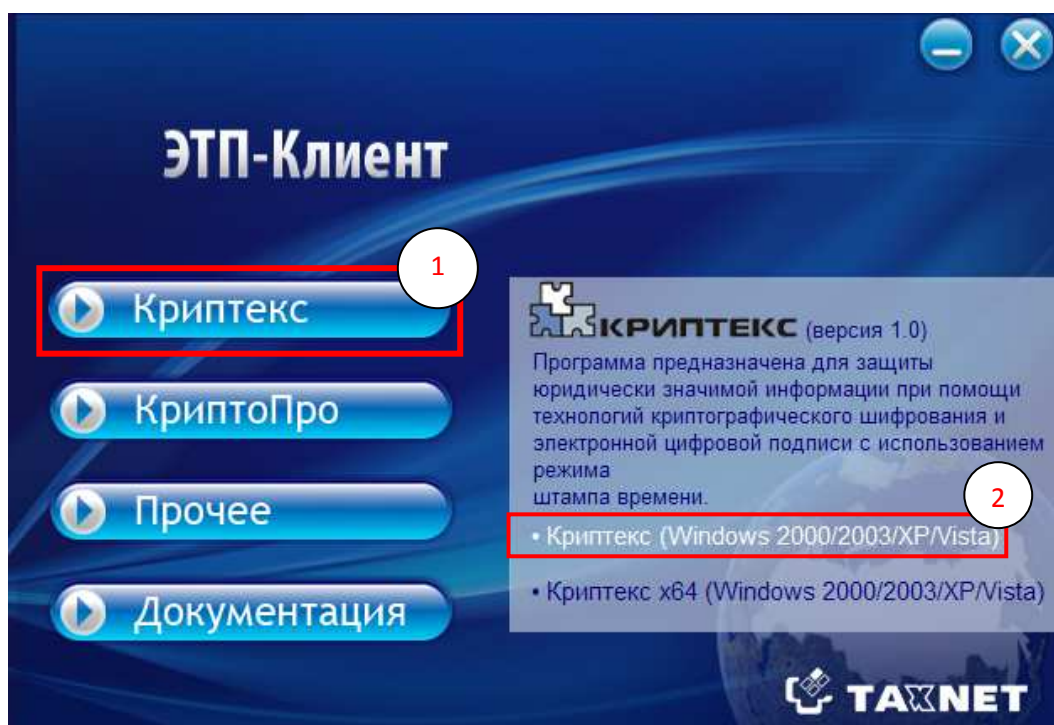 ЭТП-Клиент
1
Криптекс
КриптоПро
Прочее
Документация
КРИПТЕКС (версия 1.0)
Программа предназначена для защиты
юридически значимой информации при помощи
технологий криптографического шифрования и
электронной цифровой подписи с использованием
режима
штампа времени.
2
• Криптекс (Windows 2000/2003/XP/Vista)
• Криптекс x64 (Windows 2000/2003/XP/Vista)
TAXNET